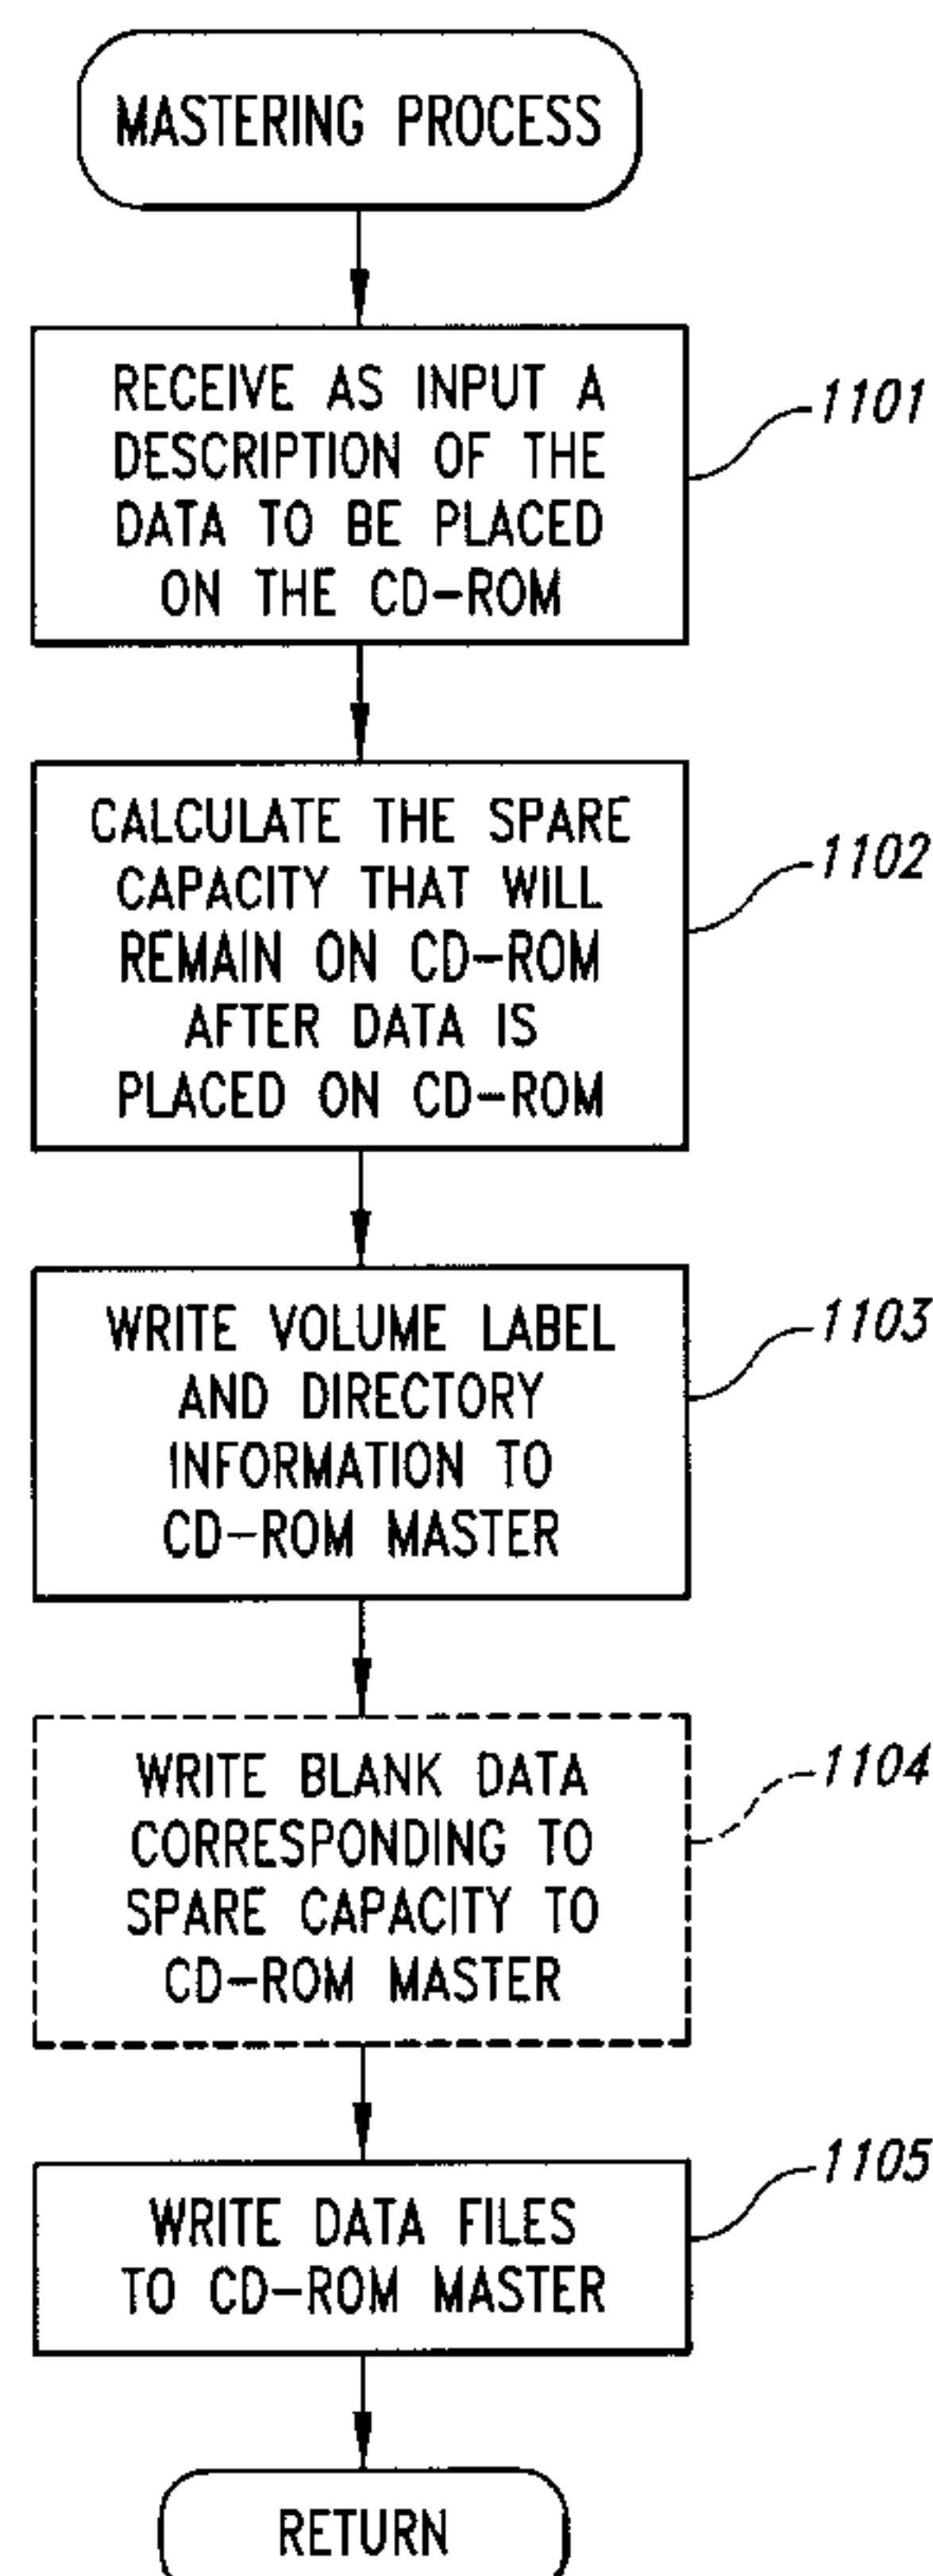 MASTERING PROCESS
RECEIVE AS INPUT A
DESCRIPTION OF THE
DATA TO BE PLACED
ON THE CD-ROM
1101
CALCULATE THE SPARE
CAPACITY THAT WILL
REMAIN ON CD-ROM
AFTER DATA IS
PLACED ON CD-ROM
1102
WRITE VOLUME LABEL
AND DIRECTORY
INFORMATION TO
CD-ROM MASTER
1103
WRITE BLANK DATA
CORRESPONDING TO
SPARE CAPACITY TO
CD-ROM MASTER
1104
WRITE DATA FILES
TO CD-ROM MASTER
1105
RETURN